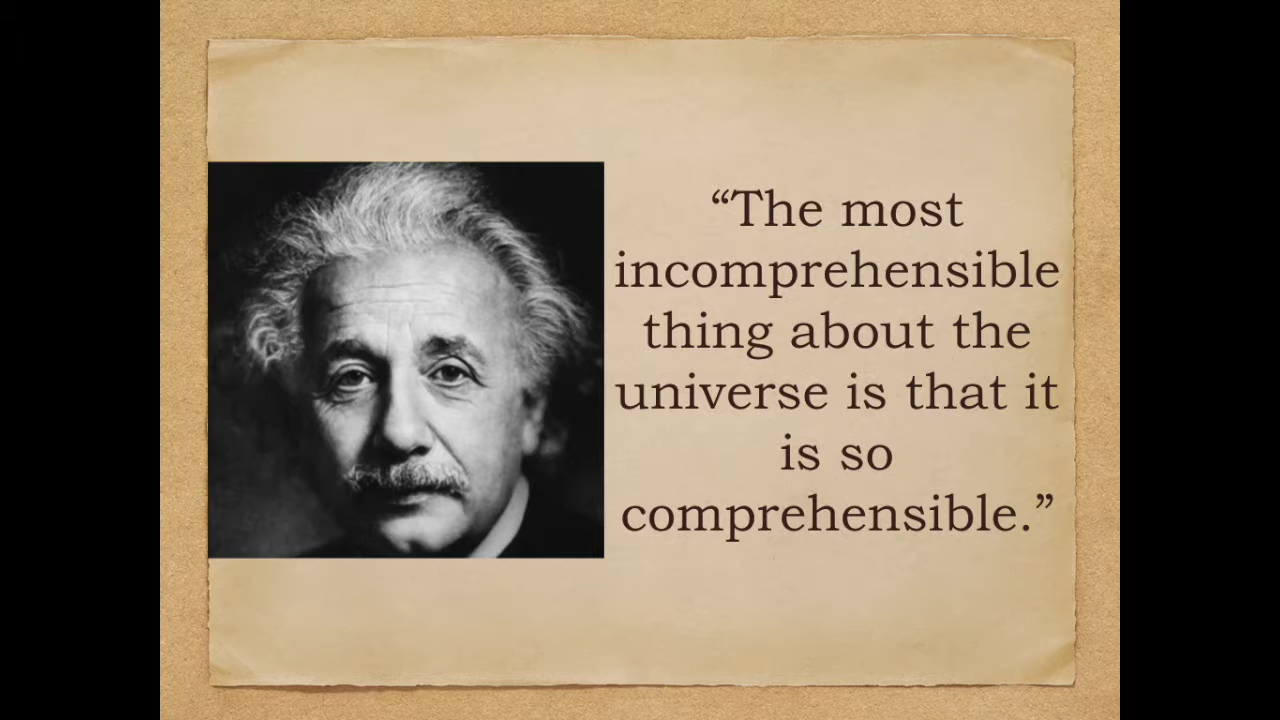 “The most
incomprehensible
thing about the
universe is that it
is so
comprehensible.”